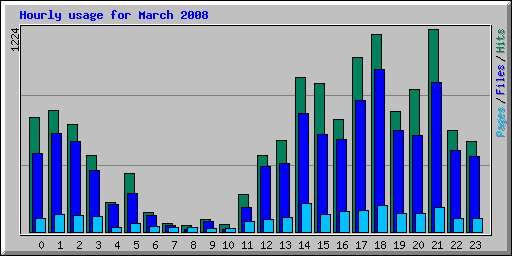 Hourly usage for March 2008
1224
Pages/Files/Hits
0 1 2 3 4 5 6 7 8 9 10 11 12 13 14 15 16 17 18 19 20 21 22 23